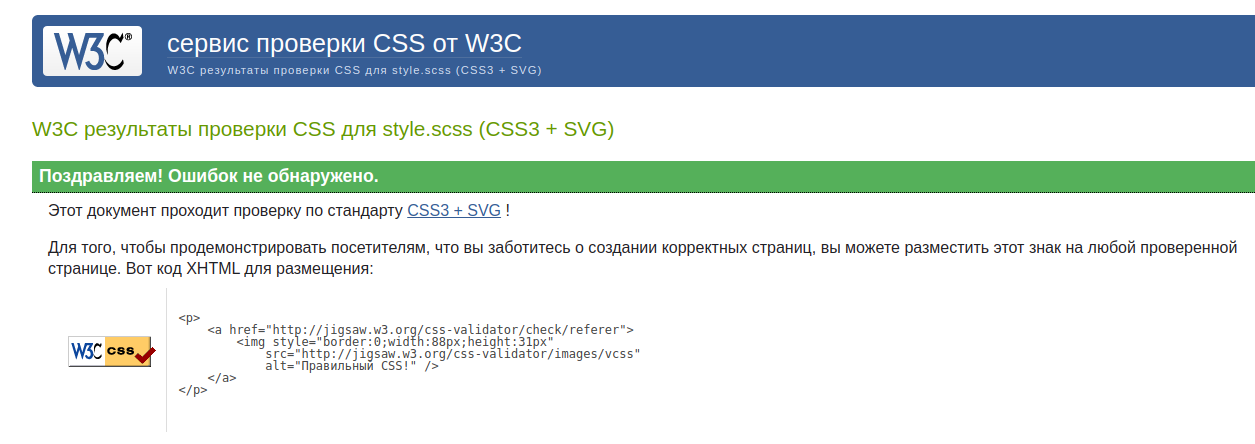 W3C®
сервис проверки CSS от W3C
W3C результаты проверки CSS для style.scss (CSS3 + SVG)
W3C результаты проверки CSS для style.scss (CSS3 + SVG)
Поздравляем! Ошибок не обнаружено.
Этот документ проходит проверку по стандарту CSS3 + SVG !
Для того, чтобы продемонстрировать посетителям, что вы заботитесь о создании корректных страниц, вы можете разместить этот знак на любой проверенной
странице. Вот код XHTML для размещения:
W3C css
<p>
    <a href="http://jigsaw.w3.org/css-validator/check/referer">
        <img style="border:0;width:88px;height:31px"
            src="http://jigsaw.w3.org/css-validator/images/vcss"
            alt="Правильный CSS!" />
    </a>
</p>